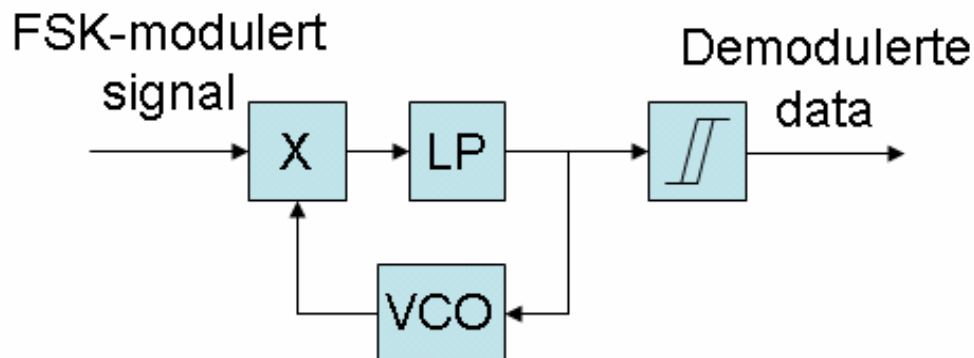 FSK-modulert
signal
Demodulerte
data
X
LP
VCO